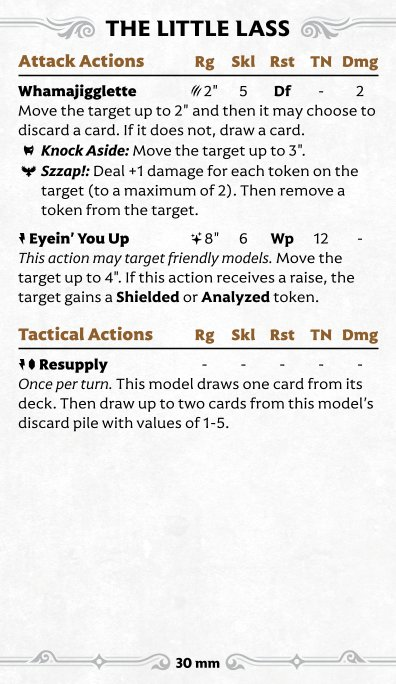 THE LITTLE LASS
Attack Actions Rg Skl Rst TN Dmg
Whamajigglette 2" 5 Df - 2
Move the target up to 2" and then it may choose to
discard a card. If it does not, draw a card.
Knock Aside: Move the target up to 3".
Szzap!: Deal +1 damage for each token on the
target (to a maximum of 2). Then remove a
token from the target.
Eyein’ You Up 8" 6 Wp 12 -
This action may target friendly models. Move the
target up to 4". If this action receives a raise, the
target gains a Shielded or Analyzed token.
Tactical Actions Rg Skl Rst TN Dmg
Resupply - - - - -
Once per turn. This model draws one card from its
deck. Then draw up to two cards from this model’s
discard pile with values of 1-5.
30 mm